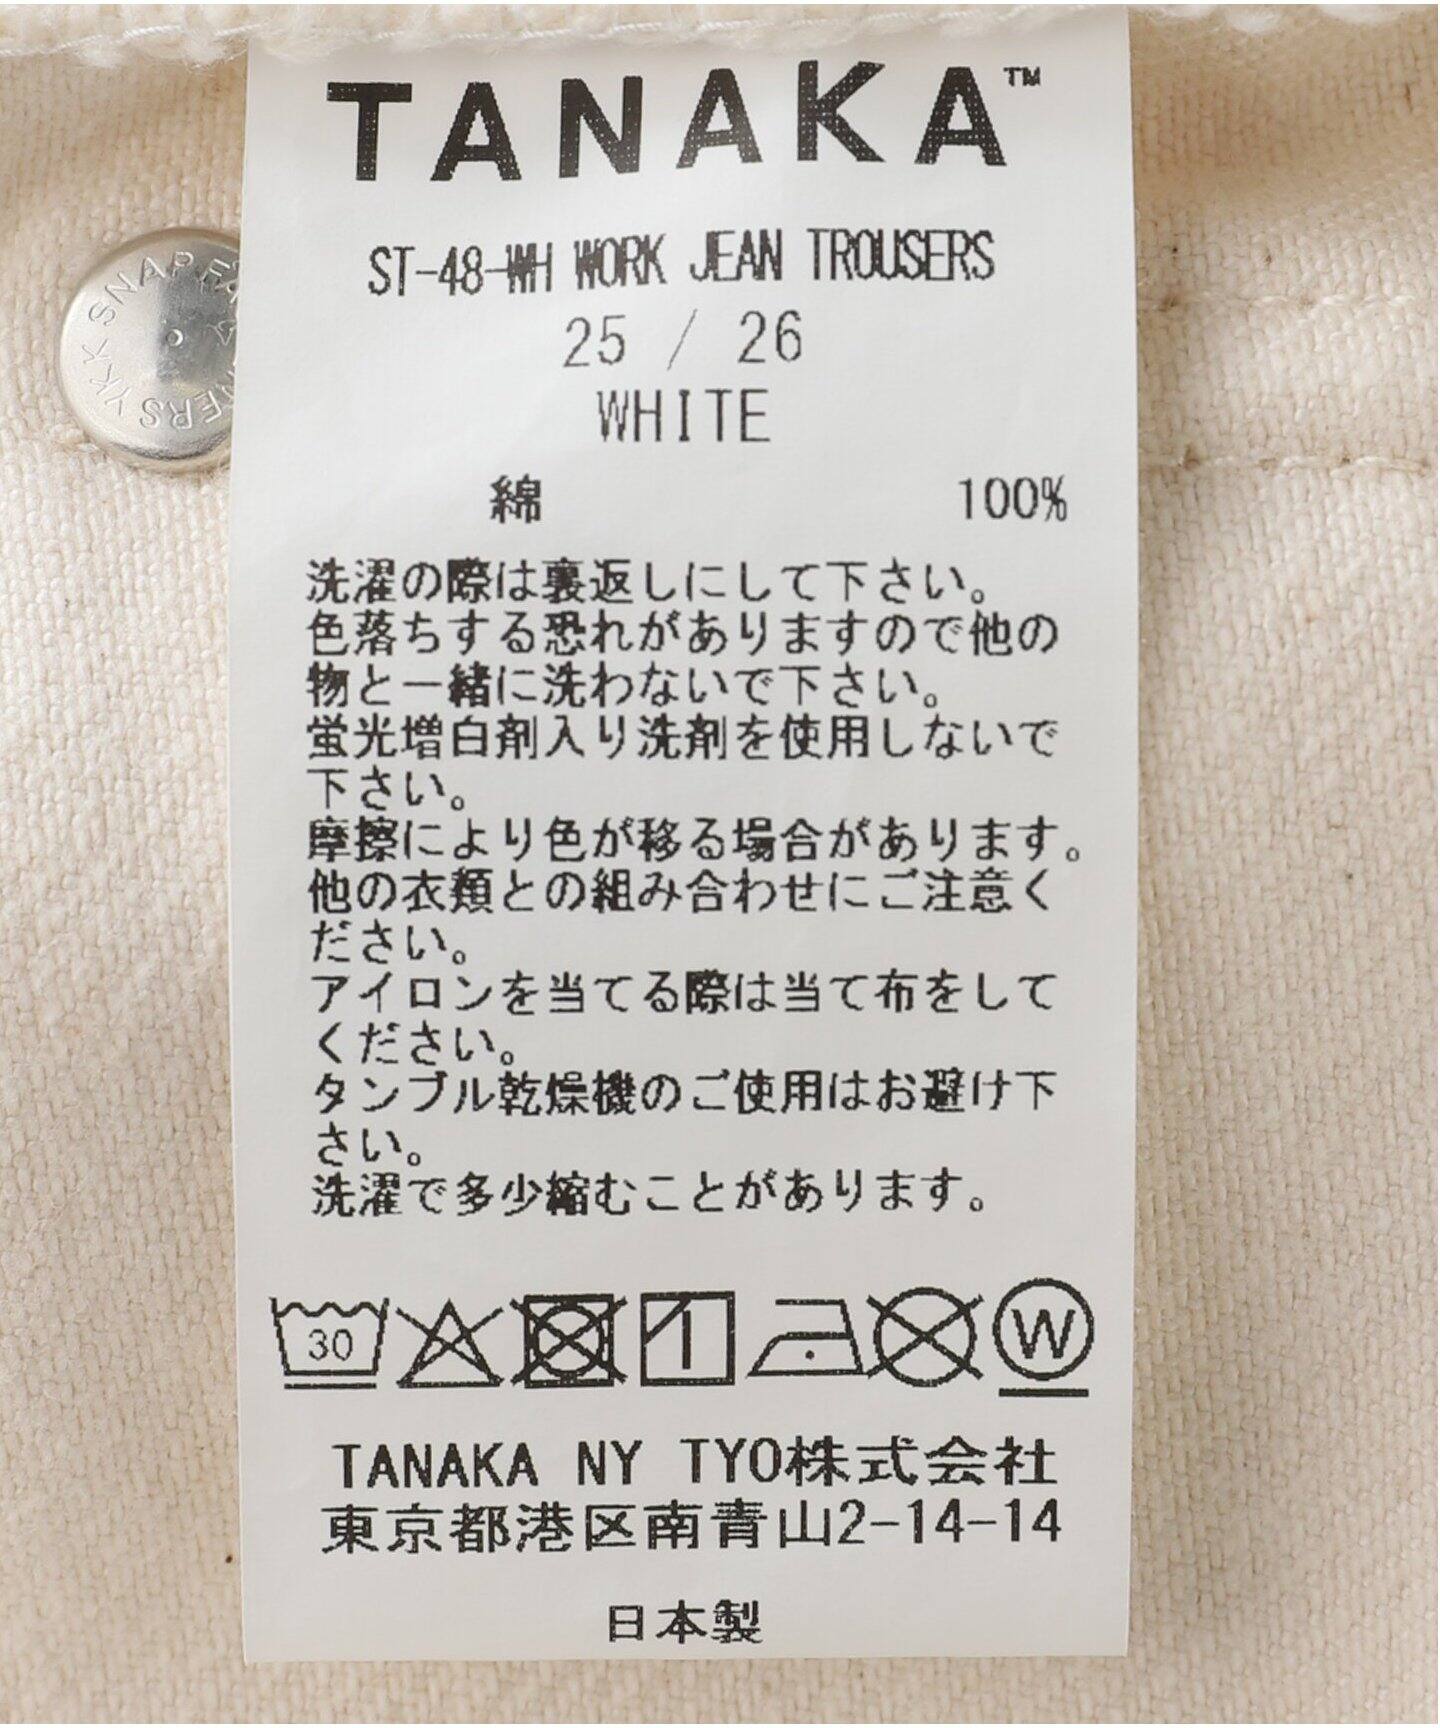 TANAKA™
ST-48-WH WORK JEAN TROUSERS
25 / 26
WHITE
綿 100%
洗濯の際は裏返しにして下さい。
色落ちする恐れがありますので他の
物と一緒に洗わないで下さい。
蛍光増白剤入り洗剤を使用しないで
下さい。
摩擦により色が移る場合があります。
他の衣類との組み合わせにご注意く
ださい。
アイロンを当てる際は当て布をして
ください。
タンブル乾燥機のご使用はお避け下
さい。
洗濯で多少縮むことがあります。
30
W
TANAKA NY TYO株式会社
東京都港区南青山2-14-14
日本製
YKK SNAP